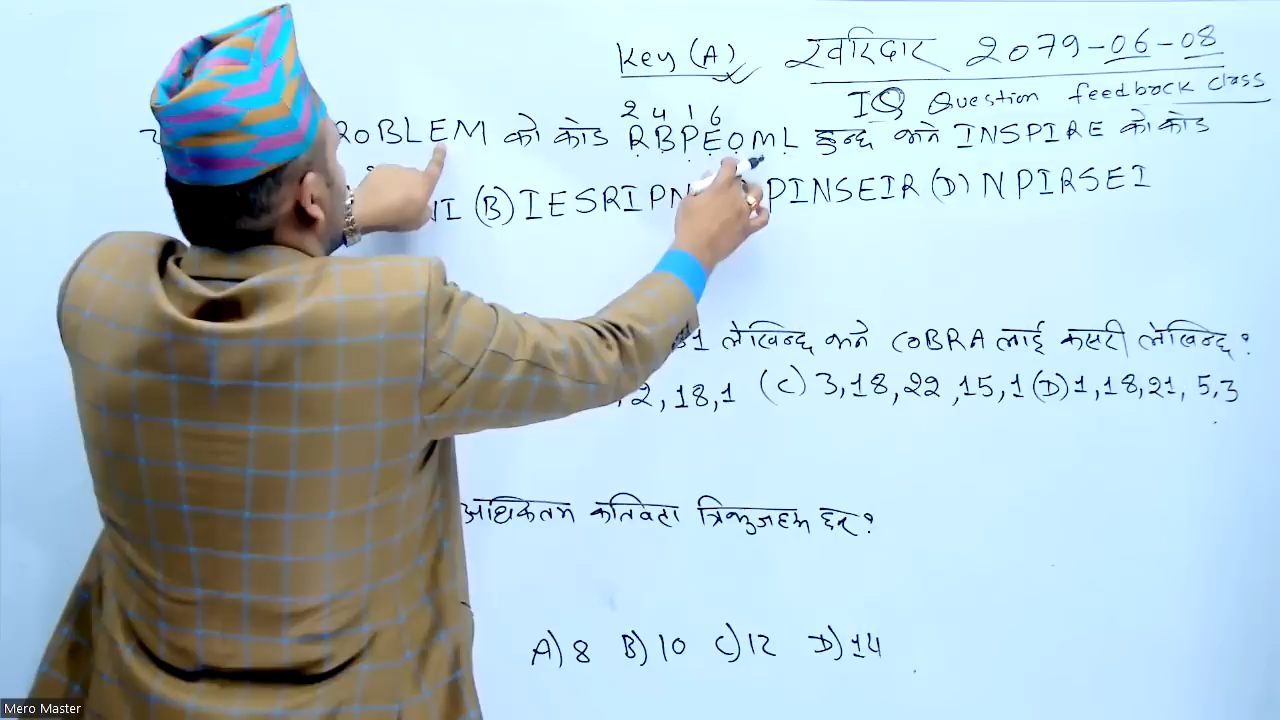 Key (A) खरिदार 2079-06-08
IQ Question feedback class
2 4 1 6
ROBLEM को कोड RBPEOML हुन्छ भने INSPIRE को कोड
NI (B) IESRIPN PINSEIR (D) NPIRSEI
31 लेखिन्छ भने COBRA लाई कसरी लेखिन्छ ?
, 2, 18, 1 (C) 3, 18, 22, 15, 1 (D) 1, 18, 21, 5, 3
अधिकतम कतिवटा त्रिभुजहरू छन् ?
A) 8 B) 10 C) 12 D) 14
Mero Master